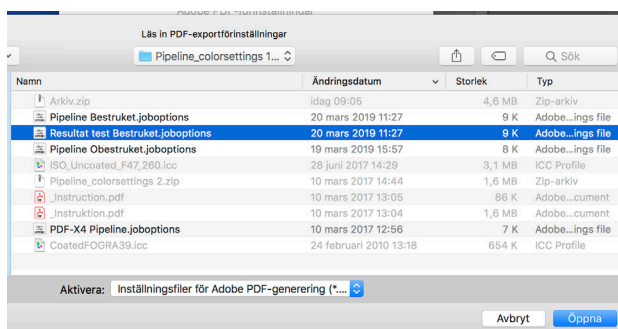 Adobe PDF-förinställningar
Läs in PDF-exportförinställningar
Pipeline_colorsettings 1... Sök
Namn Ändringsdatum Storlek Typ
Arkiv.zip idag 09:05 4,6 MB Zip-arkiv
Pipeline Bestruket.joboptions 20 mars 2019 11:27 9 K Adobe...ings file
Resultat test Bestruket.joboptions 20 mars 2019 11:27 9 K Adobe...ings file
Pipeline Obestruket.joboptions 19 mars 2019 15:57 8 K Adobe...ings file
ISO_Uncoated_F47_260.icc 28 juni 2017 14:29 3,1 MB ICC Profile
Pipeline_colorsettings 2.zip 10 mars 2017 14:44 1,6 MB Zip-arkiv
_Instruction.pdf 10 mars 2017 13:05 86 K Adobe...cument
_Instruktion.pdf 10 mars 2017 13:04 1,6 MB Adobe...cument
PDF-X4 Pipeline.joboptions 10 mars 2017 12:56 7 K Adobe...ings file
CoatedFOGRA39.icc 24 februari 2010 13:18 654 K ICC Profile
Aktivera: Inställningsfiler för Adobe PDF-generering (*....
Avbryt Öppna